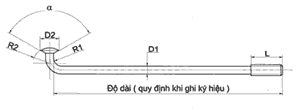 α
D2
R2
R1
D1
L
Độ dài ( quy định khi ghi ký hiệu )